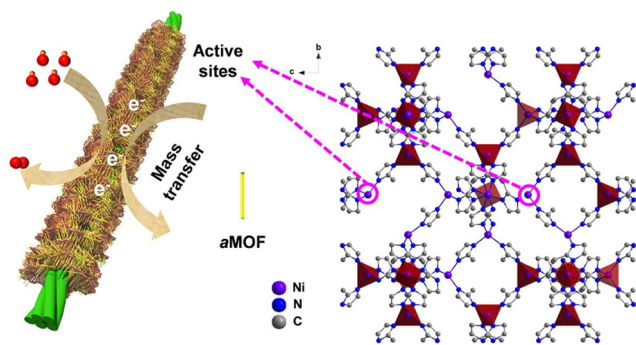 Active
sites
b
c
e-
e-
e-
e-
Mass
transfer
aMOF
Ni
N
C